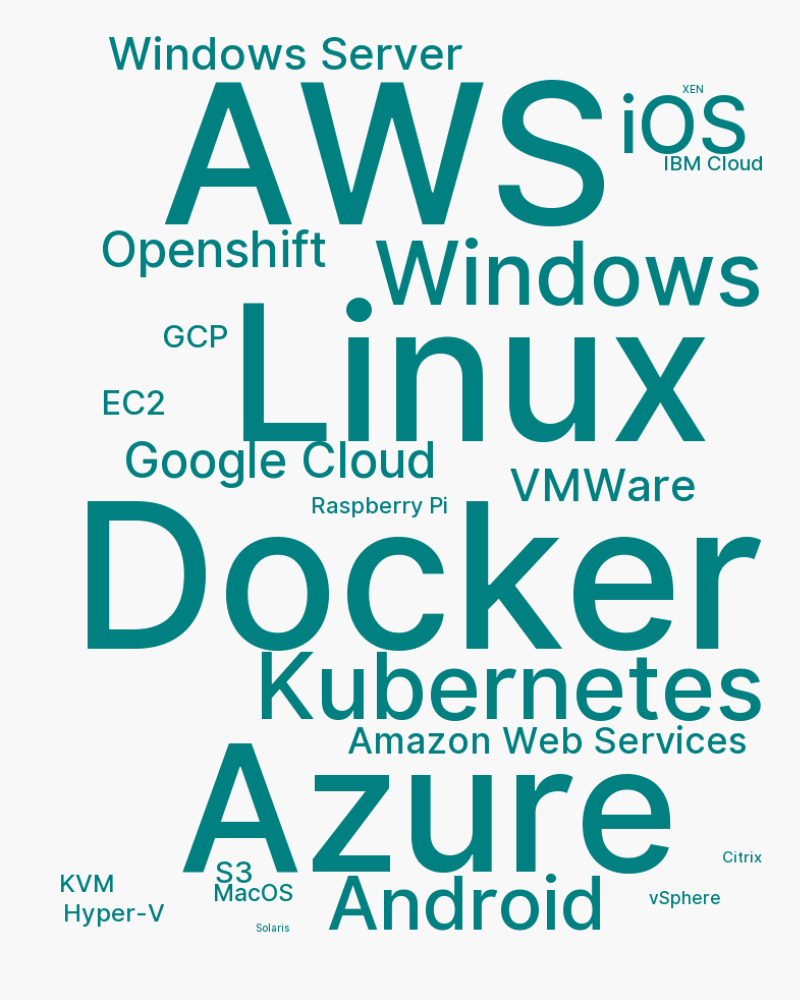 Windows Server
XEN
AWS
iOS
IBM Cloud
Openshift
Windows
GCP
Linux
EC2
Google Cloud
VMWare
Raspberry Pi
Docker
Kubernetes
Amazon Web Services
Azure
Citrix
S3
KVM
MacOS
Android
vSphere
Hyper-V
Solaris